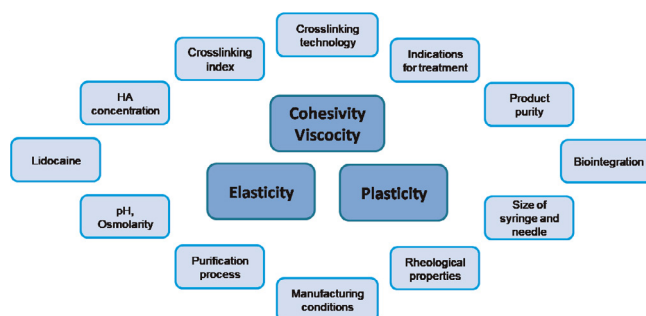 Crosslinking
technology
Crosslinking
index
Indications
for treatment
HA
concentration
Product
purity
Cohesivity
Viscocity
Lidocaine
Biointegration
Elasticity
Plasticity
pH,
Osmolarity
Size of
syringe and
needle
Purification
process
Rheological
properties
Manufacturing
conditions